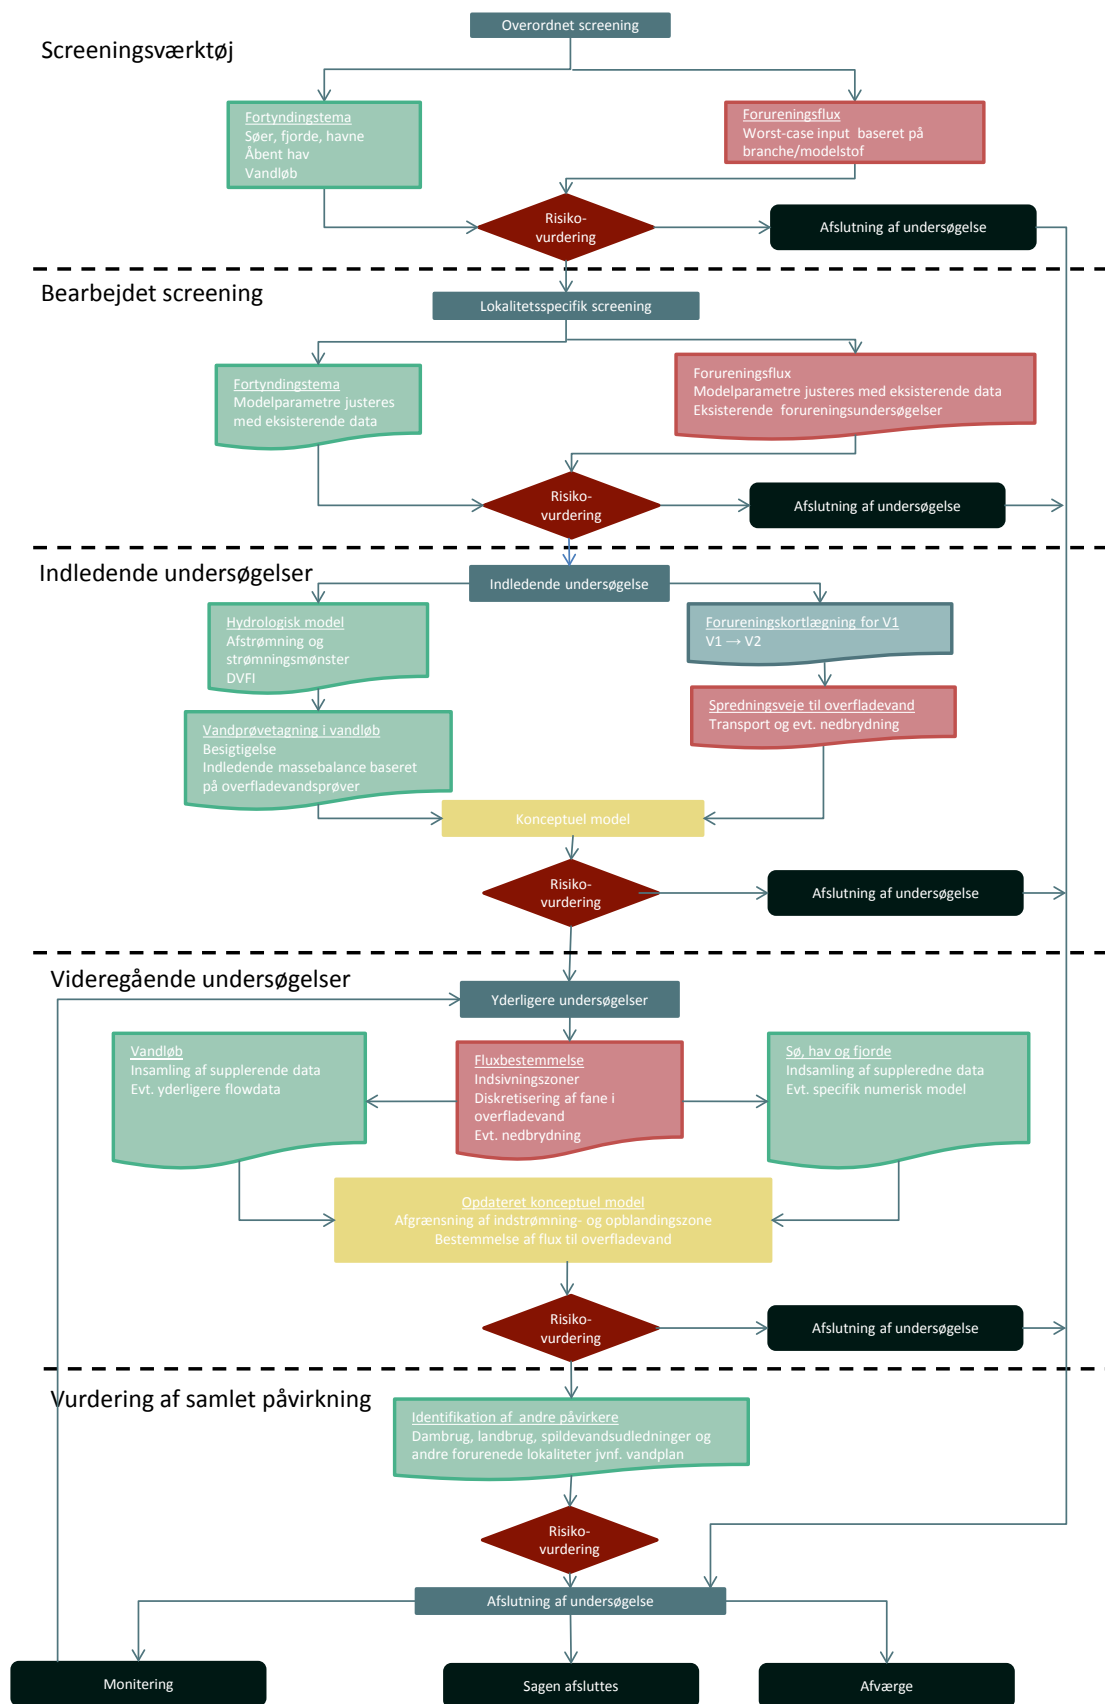 Overordnet screening
Screeningsværktøj
Fortyndingstema
Søer, fjorde, havne
Åbent hav
Vandløb
Forureningsflux
Worst-case input  baseret på
branche/modelstof
Risiko-
vurdering
Afslutning af undersøgelse
Bearbejdet screening
Lokalitetsspecifik screening
Fortyndingstema
Modelparametre justeres
med eksisterende data
Forureningsflux
Modelparametre justeres med eksisterende data
Eksisterende  forureningsundersøgelser
Risiko-
vurdering
Afslutning af undersøgelse
Indledende undersøgelser
Indledende undersøgelse
Hydrologisk model
Afstrømning og
strømningsmønster
DVFI
Forureningskortlægning for V1
V1 → V2
Vandprøvetagning i vandløb
Besigtigelse
Indledende massebalance baseret
på overfladevandsprøver
Spredningsveje til overfladevand
Transport og evt. nedbrydning
Konceptuel model
Risiko-
vurdering
Afslutning af undersøgelse
Videregående undersøgelser
Yderligere undersøgelser
Vandløb
Insamling af supplerende data
Evt. yderligere flowdata
Fluxbestemmelse
Indsivningszoner
Diskretisering af fane i
overfladevand
Evt. nedbrydning
Sø, hav og fjorde
Indsamling af suppleredne data
Evt. specifik numerisk model
Opdateret konceptuel model
Afgrænsning af indstrømning- og opblandingszone
Bestemmelse af flux til overfladevand
Risiko-
vurdering
Afslutning af undersøgelse
Vurdering af samlet påvirkning
Identifikation af  andre påvirkere
Dambrug, landbrug, spildevandsudledninger og
andre forurenede lokaliteter jvnf. vandplan
Risiko-
vurdering
Afslutning af undersøgelse
Monitering
Sagen afsluttes
Afværge